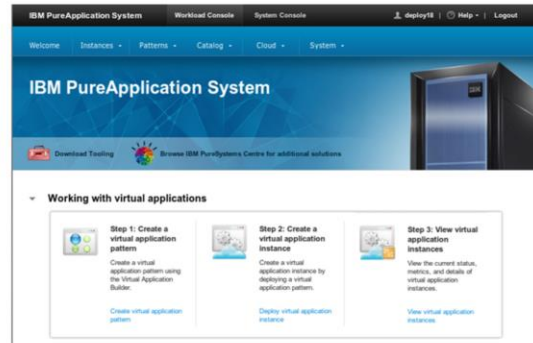 IBM PureApplication System Workload Console System Console deploy18 | Help | Logout
Welcome Instances Patterns Catalog Cloud System
IBM PureApplication System
IBM
Download Tooling Browse IBM PureSystems Centre for additional solutions
Working with virtual applications
Step 1: Create a
virtual application
pattern
Create a virtual
application pattern using
the Virtual Application
Builder.
Create virtual application
pattern
Step 2: Create a
virtual application
instance
Create a virtual
application instance by
deploying a virtual
application pattern.
Deploy virtual application
instance
Step 3: View virtual
application
instances
View the current status,
metrics, and details of
virtual application
instances.
View virtual application
instances